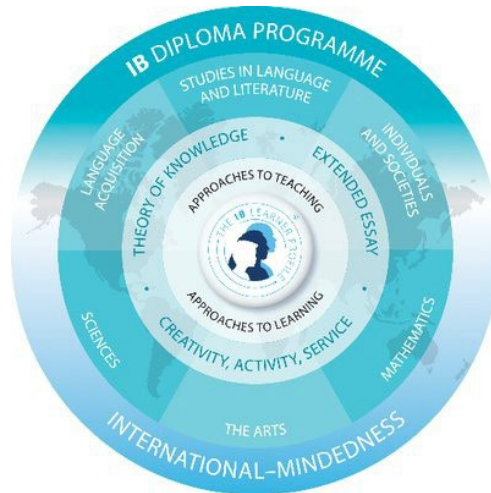 IB DIPLOMA PROGRAMME
STUDIES IN LANGUAGE
AND LITERATURE
LANGUAGE
ACQUISITION
INDIVIDUALS
AND SOCIETIES
THEORY OF KNOWLEDGE
•
EXTENDED ESSAY
•
APPROACHES TO TEACHING
THE IB LEARNER PROFILE
APPROACHES TO LEARNING
•
CREATIVITY, ACTIVITY, SERVICE
SCIENCES
MATHEMATICS
THE ARTS
INTERNATIONAL–MINDEDNESS